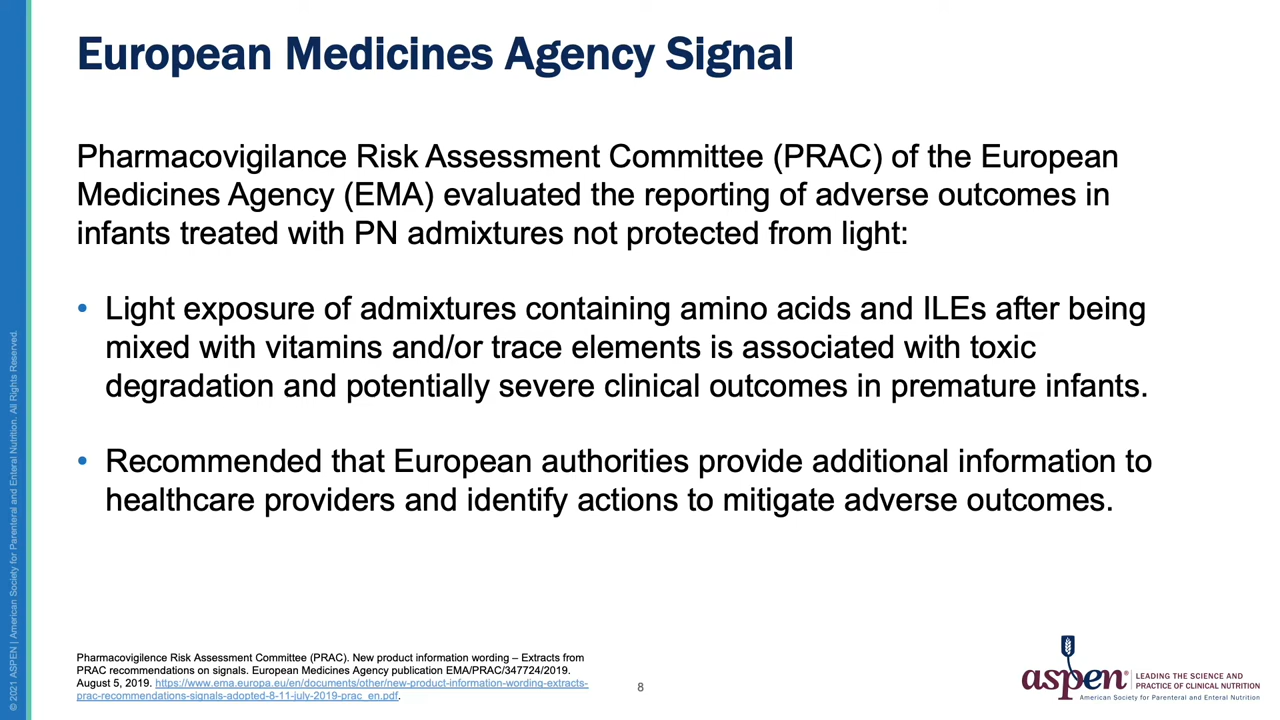 European Medicines Agency Signal
Pharmacovigilance Risk Assessment Committee (PRAC) of the European
Medicines Agency (EMA) evaluated the reporting of adverse outcomes in
infants treated with PN admixtures not protected from light:
• Light exposure of admixtures containing amino acids and ILEs after being
mixed with vitamins and/or trace elements is associated with toxic
degradation and potentially severe clinical outcomes in premature infants.
• Recommended that European authorities provide additional information to
healthcare providers and identify actions to mitigate adverse outcomes.
Pharmacovigilence Risk Assessment Committee (PRAC). New product information wording – Extracts from
PRAC recommendations on signals. European Medicines Agency publication EMA/PRAC/347724/2019.
August 5, 2019. https://www.ema.europa.eu/en/documents/other/new-product-information-wording-extracts-
prac-recommendations-signals-adopted-8-11-july-2019-prac_en.pdf.
8
aspen®
LEADING THE SCIENCE AND
PRACTICE OF CLINICAL NUTRITION
American Society for Parenteral and Enteral Nutrition
© 2021 ASPEN | American Society for Parenteral and Enteral Nutrition. All Rights Reserved.